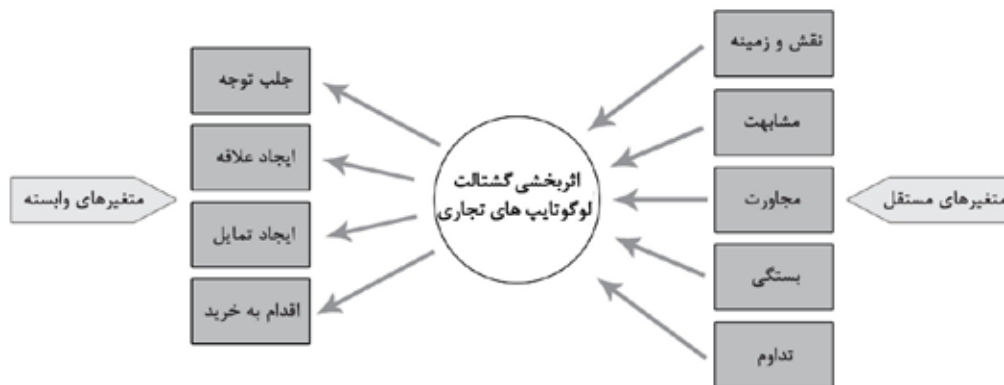 متغیرهای مستقل
نقش و زمینه
مشابهت
مجاورت
بستگی
تداوم
اثربخشی گشتالت
لوگوتایپ های تجاری
جلب توجه
ایجاد علاقه
ایجاد تمایل
اقدام به خرید
متغیرهای وابسته